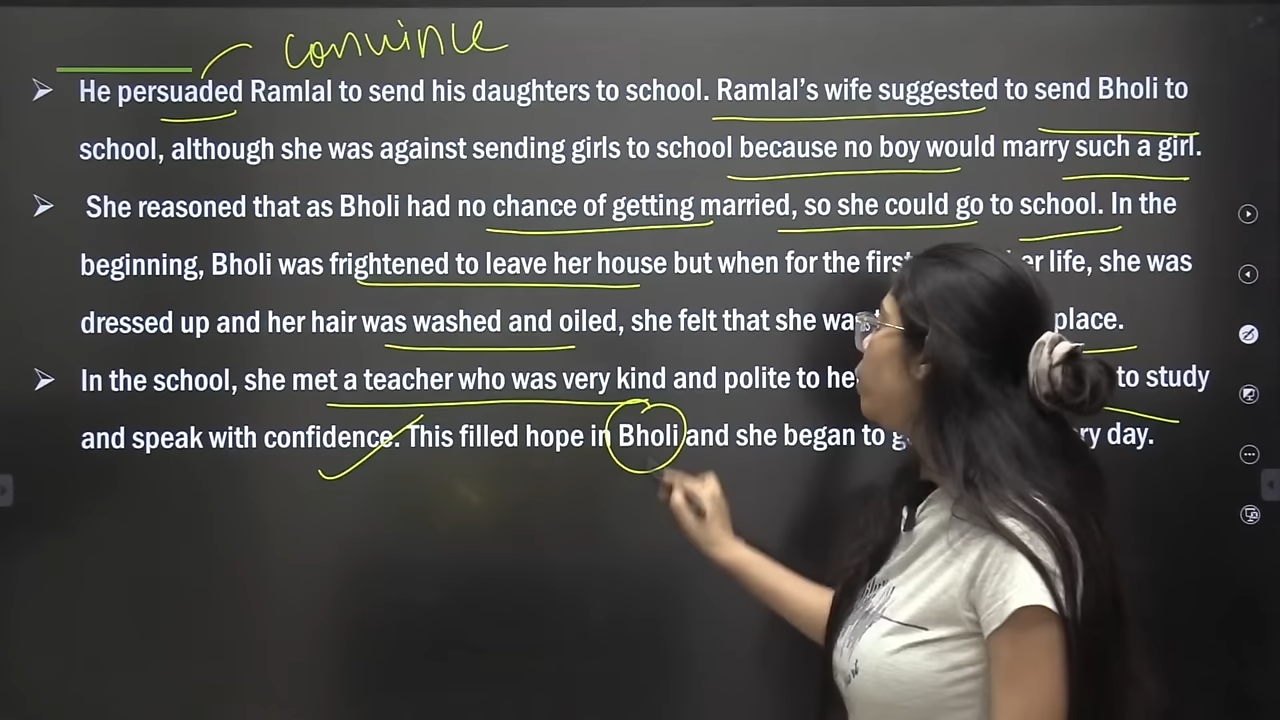 convince
He persuaded Ramlal to send his daughters to school. Ramlal's wife suggested to send Bholi to
school, although she was against sending girls to school because no boy would marry such a girl.
She reasoned that as Bholi had no chance of getting married, so she could go to school. In the
beginning, Bholi was frightened to leave her house but when for the first er life, she was
dressed up and her hair was washed and oiled, she felt that she was place.
In the school, she met a teacher who was very kind and polite to to study
and speak with confidence. This filled hope in Bholi and she began to day.